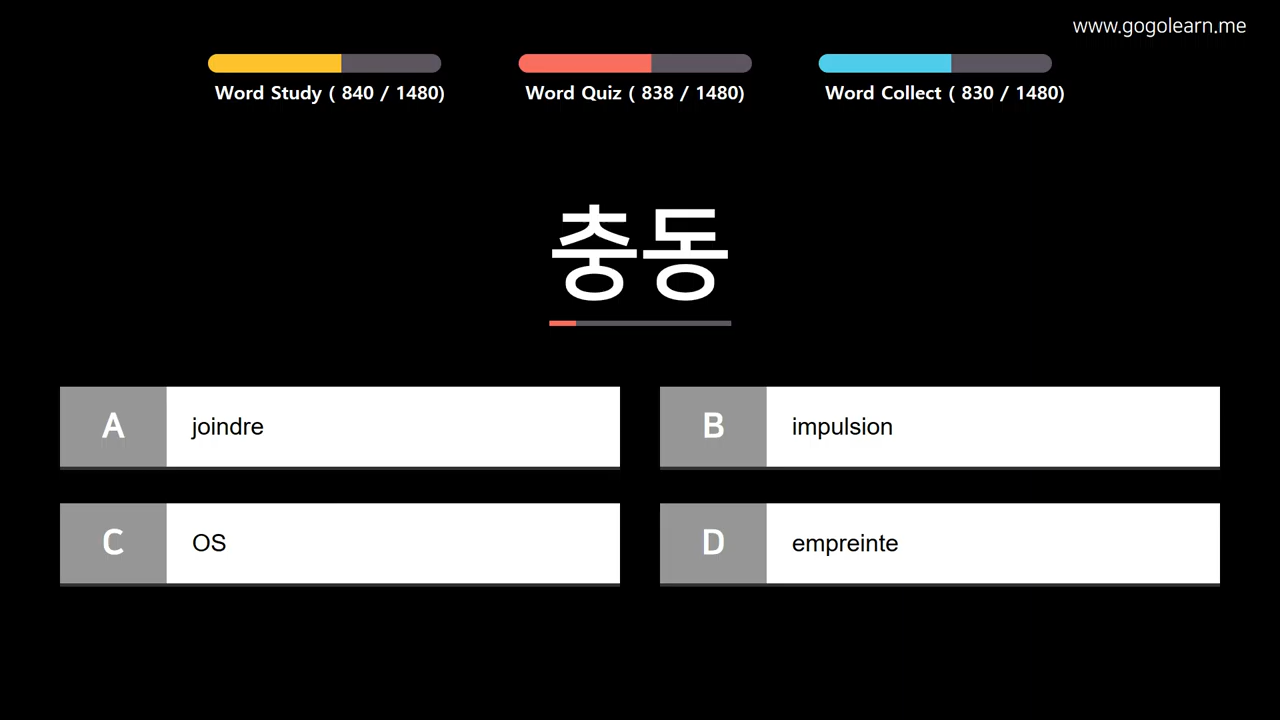 www.gogolearn.me
Word Study ( 840 / 1480)
Word Quiz ( 838 / 1480)
Word Collect ( 830 / 1480)
충동
A joindre
B impulsion
C OS
D empreinte